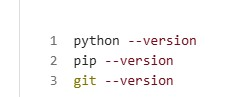 1 python --version
2 pip --version
3 git --version